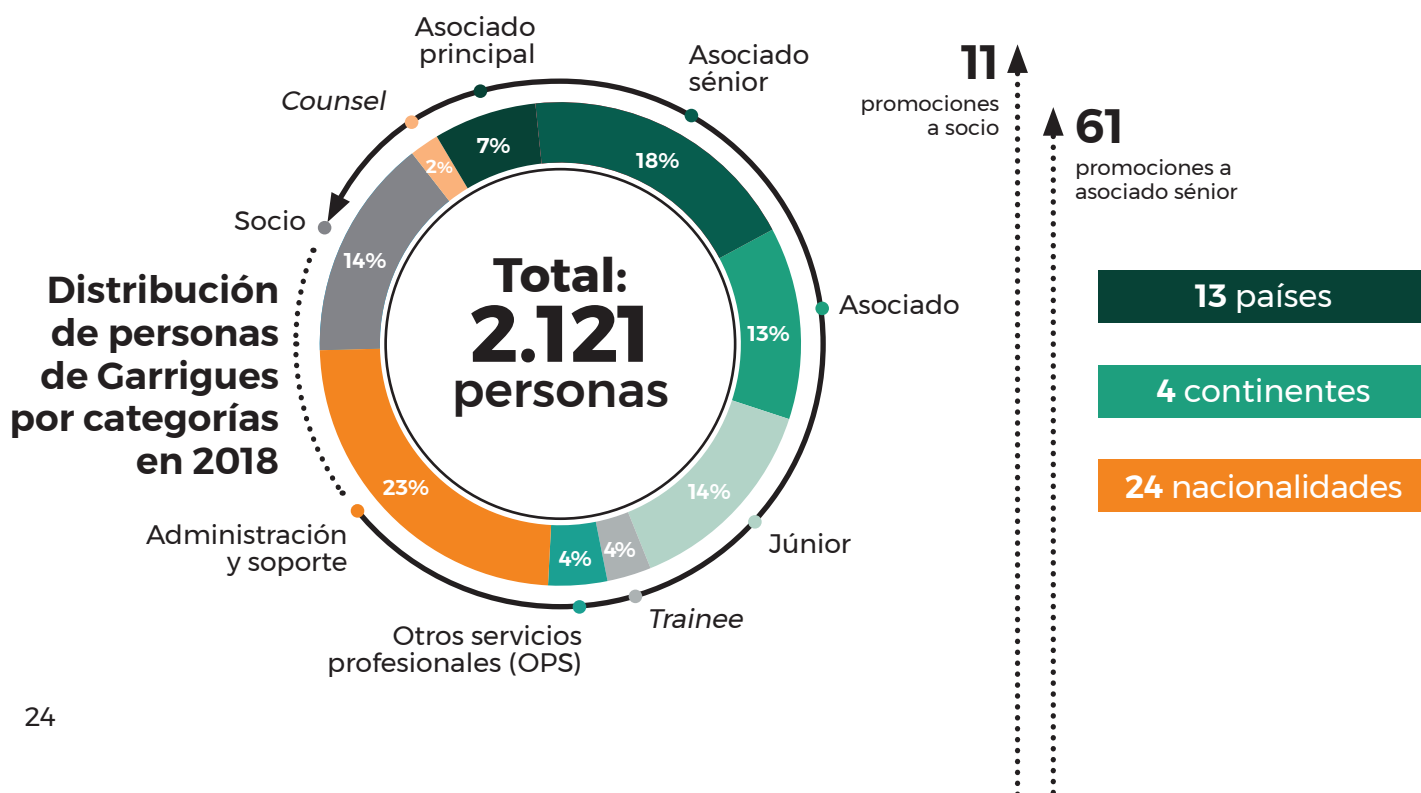 Distribución
de personas
de Garrigues
por categorías
en 2018
Total:
2.121
personas
Asociado
principal
7%
Asociado
sénior
18%
Asociado
13%
Júnior
14%
Trainee
4%
Otros servicios
profesionales (OPS)
4%
Administración
y soporte
23%
Socio
14%
Counsel
2%
11
promociones
a socio
61
promociones a
asociado sénior
13 países
4 continentes
24 nacionalidades
24